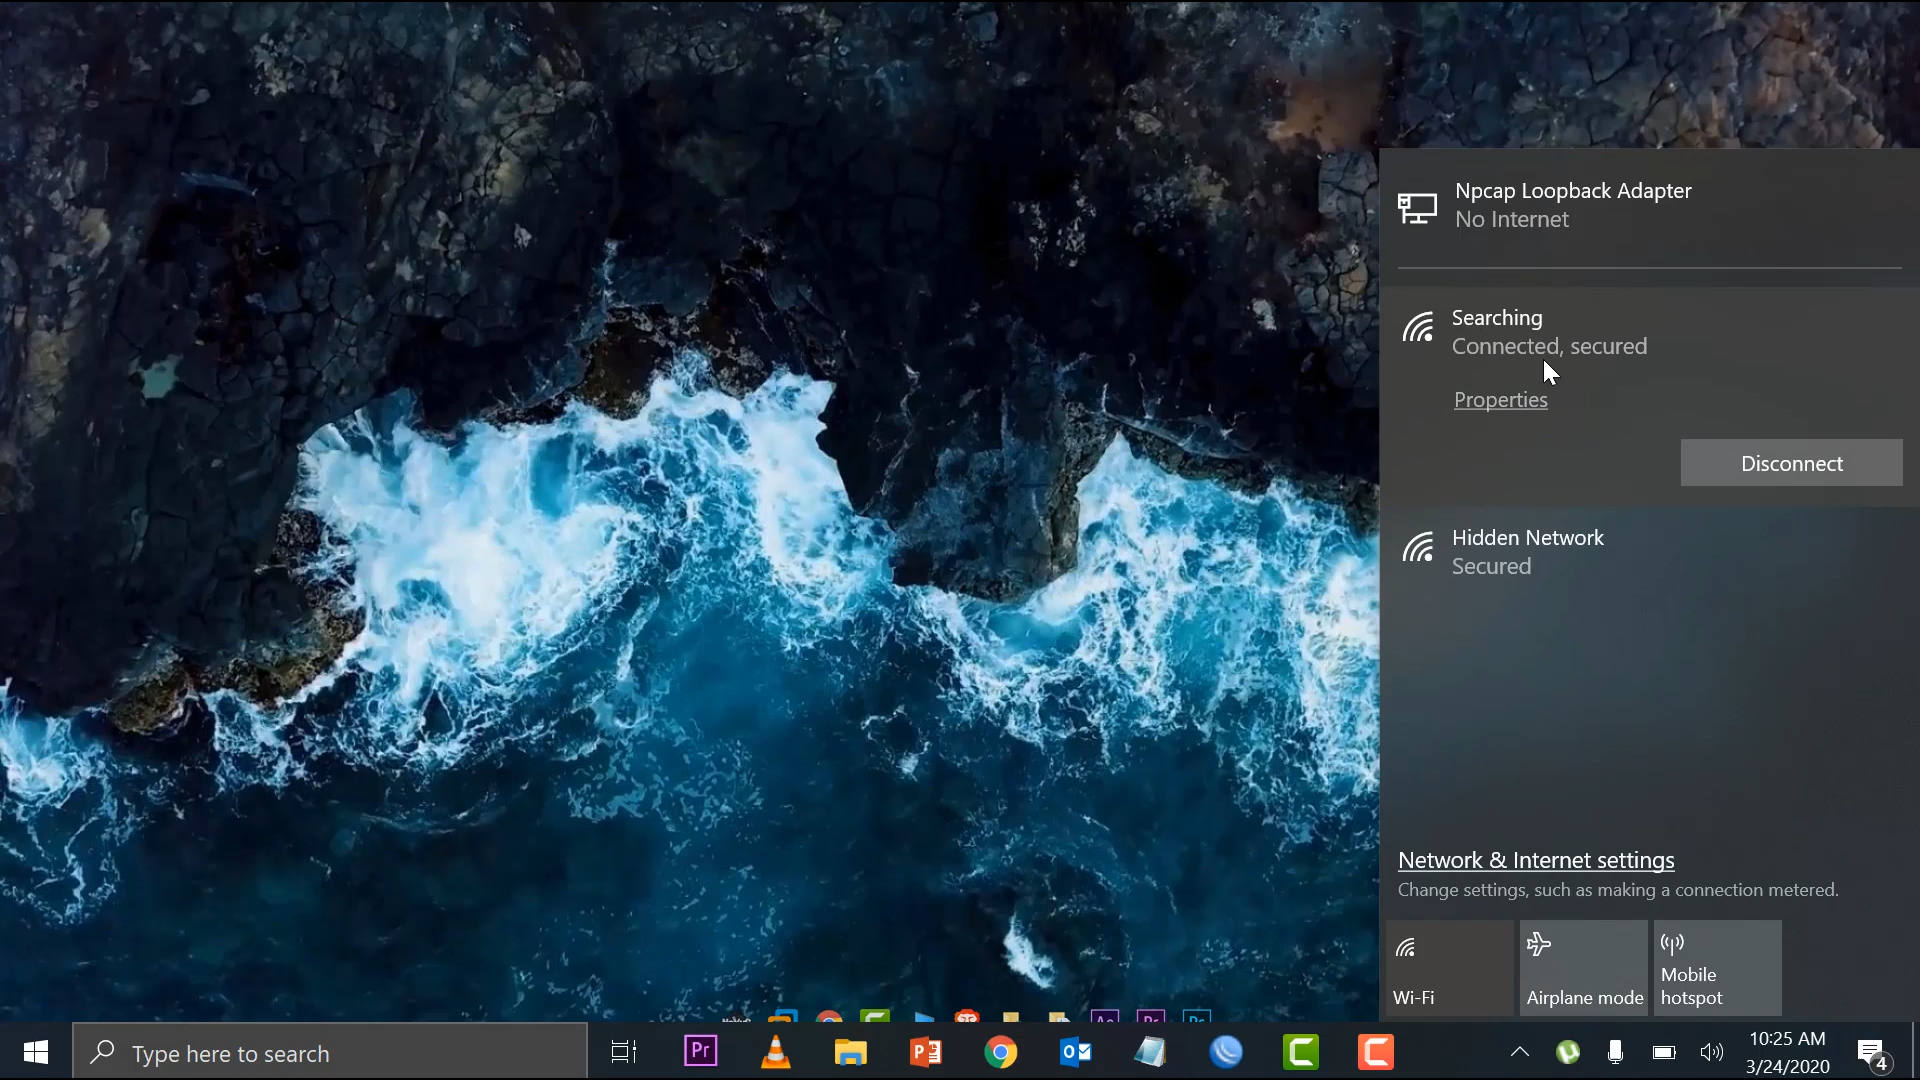 Npcap Loopback Adapter
No Internet
Searching
Connected, secured
Properties
Disconnect
Hidden Network
Secured
Network & Internet settings
Change settings, such as making a connection metered.
Wi-Fi
Airplane mode
Mobile
hotspot
Type here to search
Pr
10:25 AM
3/24/2020
4